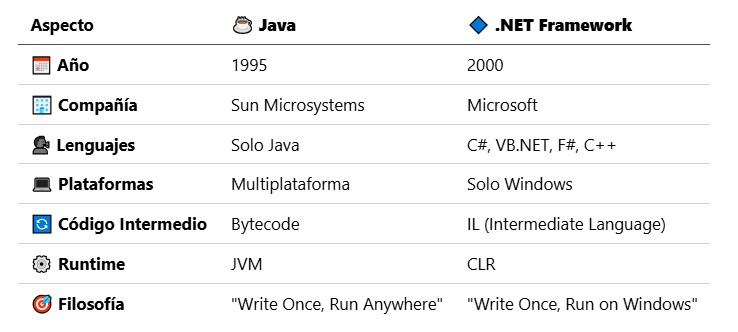 Aspecto ☕ Java 🔷 .NET Framework
📅 Año 1995 2000
🏢 Compañía Sun Microsystems Microsoft
🗣️ Lenguajes Solo Java C#, VB.NET, F#, C++
💻 Plataformas Multiplataforma Solo Windows
🔄 Código Intermedio Bytecode IL (Intermediate Language)
⚙️ Runtime JVM CLR
🎯 Filosofía "Write Once, Run Anywhere" "Write Once, Run on Windows"